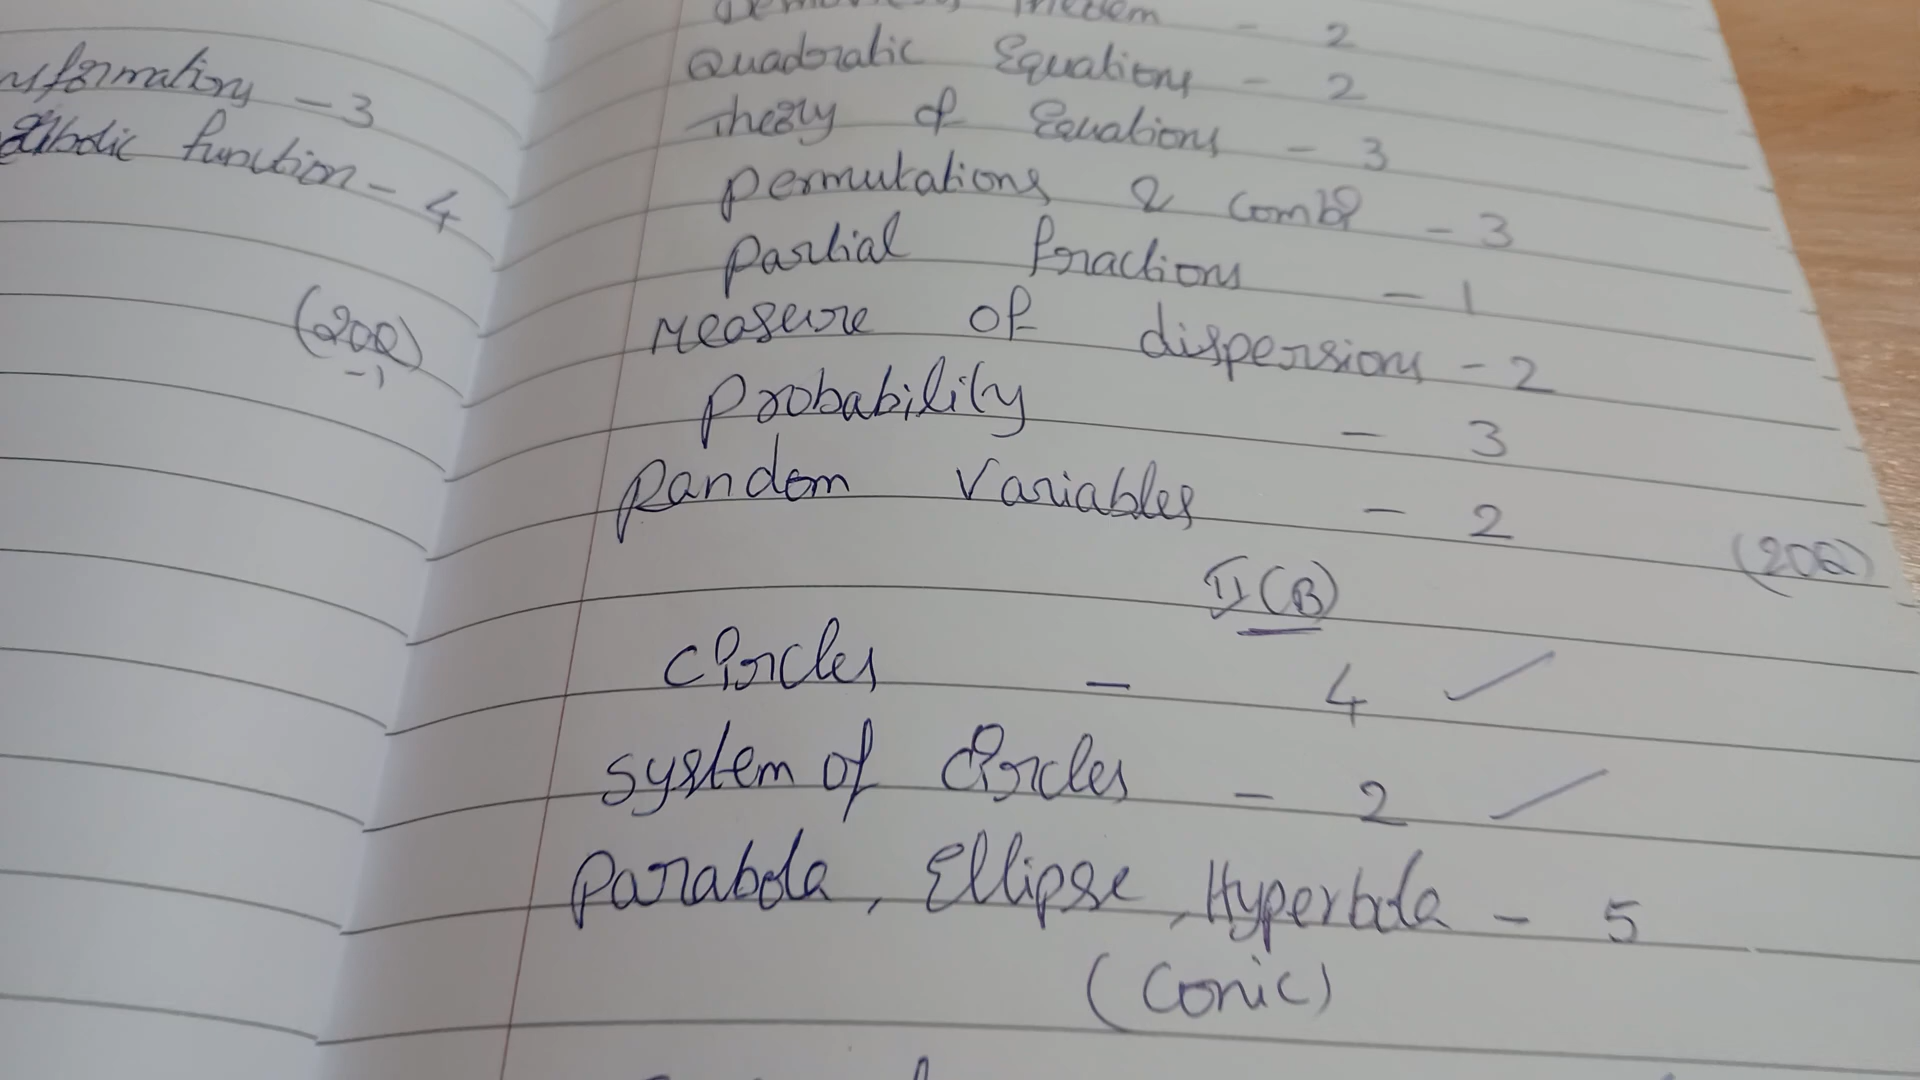 formation - 3
function - 4
(20Q)
-1
Theorem - 2
Quadratic Equations - 2
Theory of Equations - 3
Permutations & Comb - 3
Partial fractions - 1
Measure of dispersions - 2
Probability - 3
Random Variables - 2
(20Q)
II(B)
Circles - 4 ✓
System of Circles - 2 ✓
Parabola, Ellipse, Hyperbola - 5
(Conic)